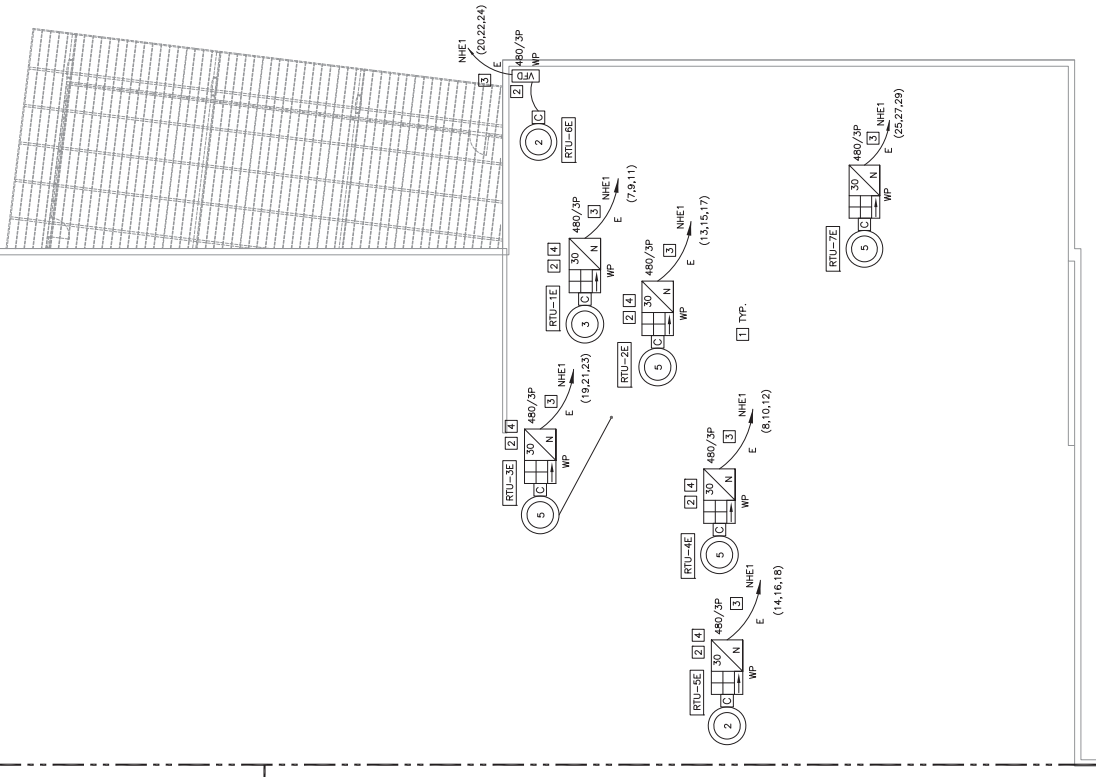 NHE1
(20,22,24)
E
3
480/3P
WP
VFD
2
C
2
RTU-6E
480/3P
NHE1
(25,27,29)
3
E
30
N
WP
C
5
RTU-7E
480/3P
NHE1
(7,9,11)
3
E
2 4
30
N
WP
C
3
RTU-1E
480/3P
NHE1
(13,15,17)
3
E
2 4
30
N
WP
C
5
RTU-2E
1 TYP.
480/3P
NHE1
(19,21,23)
3
E
2 4
30
N
WP
C
5
RTU-3E
480/3P
NHE1
(8,10,12)
3
E
2 4
30
N
WP
C
5
RTU-4E
480/3P
NHE1
(14,16,18)
3
E
2 4
30
N
WP
C
2
RTU-5E